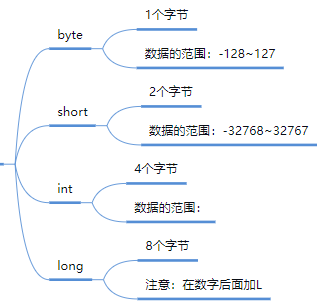 byte
1个字节
数据的范围：-128~127
short
2个字节
数据的范围：-32768~32767
int
4个字节
数据的范围：
long
8个字节
注意：在数字后面加L